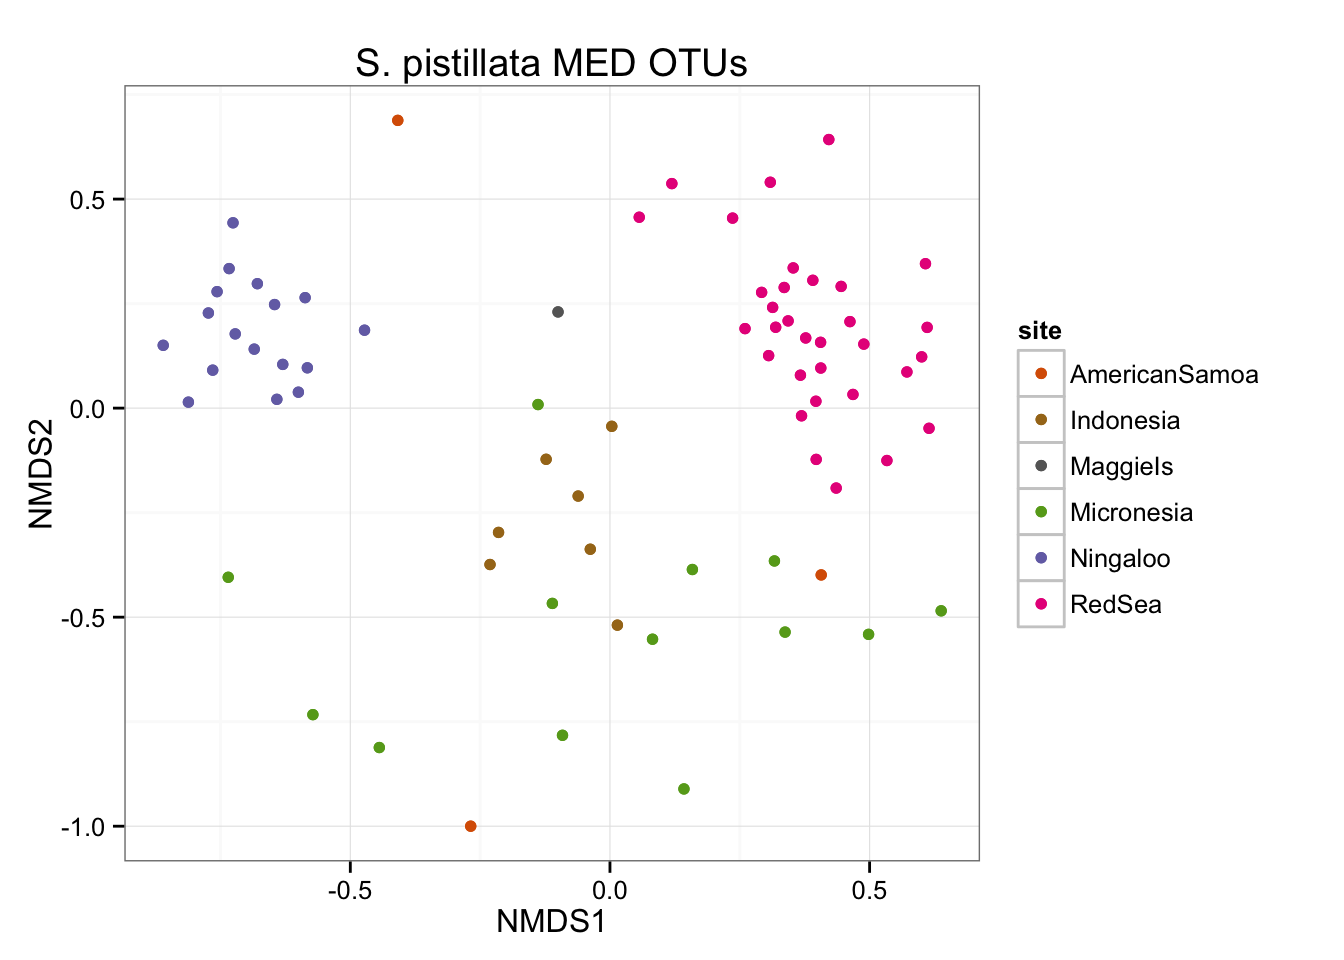 S. pistillata MED OTUs
0.5
0.0
-0.5
-1.0
NMDS2
-0.5
0.0
0.5
NMDS1
site
AmericanSamoa
Indonesia
MaggieIs
Micronesia
Ningaloo
RedSea